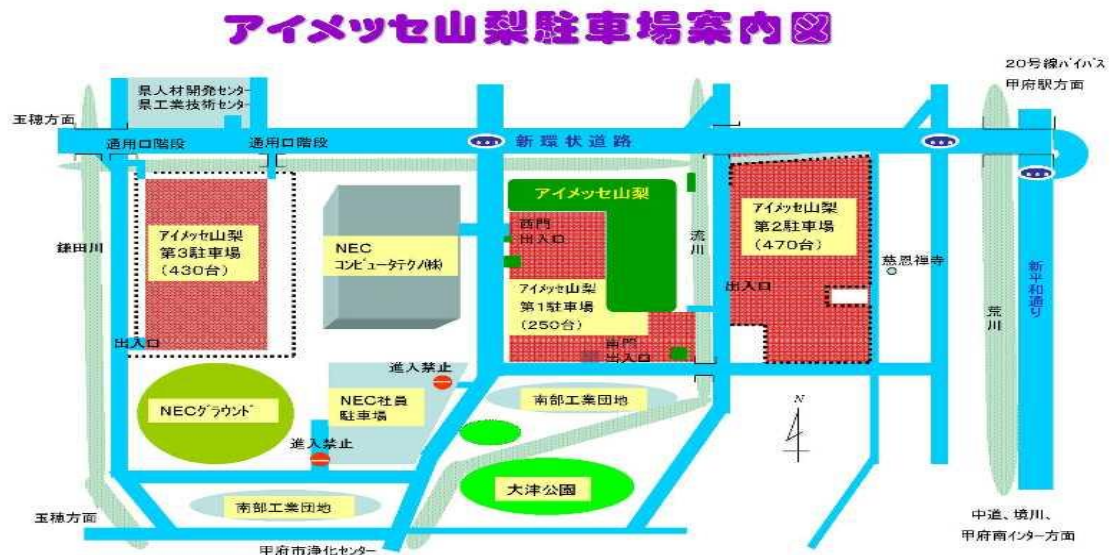 アイメッセ山梨駐車場案内図
20号線バイパス
甲府駅方面
県人材開発センター
県工業技術センター
玉穂方面
通用口階段
通用口階段
新環状道路
アイメッセ山梨
アイメッセ山梨
第3駐車場
(430台)
鎌田川
NEC
コンピュータテクノ㈱
西門
出入口
アイメッセ山梨
第1駐車場
(250台)
流川
アイメッセ山梨
第2駐車場
(470台)
慈恩禅寺
出入口
新平和通り
荒川
出入口
南門
出入口
進入禁止
NECグラウンド
NEC社員
駐車場
南部工業団地
N
進入禁止
大津公園
南部工業団地
玉穂方面
甲府市浄化センター
中道、境川、
甲府南インター方面